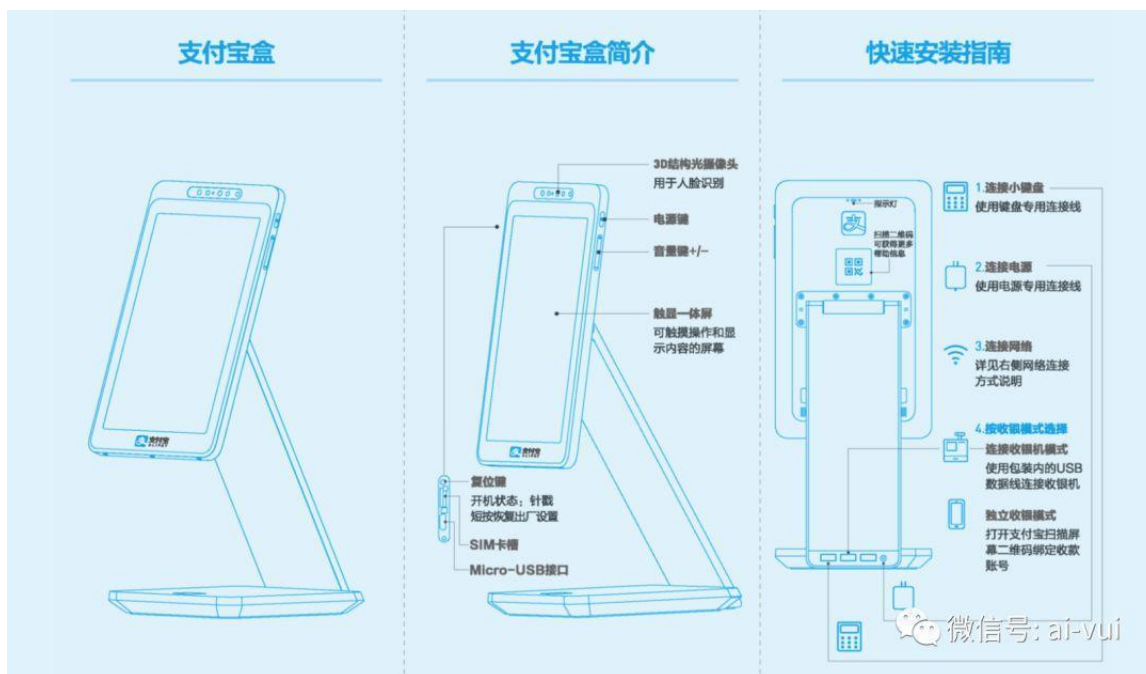 支付宝盒
支付宝
ALIPAY
支付宝盒简介
3D结构光摄像头
用于人脸识别
电源键
音量键+/-
触显一体屏
可触摸操作和显
示内容的屏幕
支付宝
ALIPAY
复位键
开机状态；针戳
短按恢复出厂设置
SIM卡槽
Micro-USB接口
快速安装指南
指示灯
支
扫描二维码
可获得更多
帮助信息
1.连接小键盘
使用键盘专用连接线
2.连接电源
使用电源专用连接线
3.连接网络
详见右侧网络连接
方式说明
4.按收银模式选择
连接收银机模式
使用包装内的USB
数据线连接收银机
独立收银模式
打开支付宝扫描屏
幕二维码绑定收款
账号
微信号: ai-vui